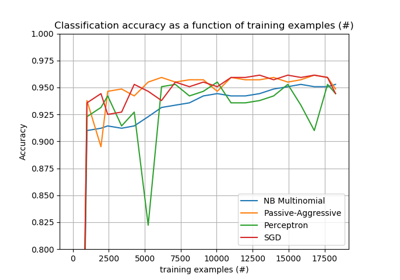 Classification accuracy as a function of training examples (#)
1.000
0.975
0.950
0.925
0.900
0.875
0.850
0.825
0.800
Accuracy
0 2500 5000 7500 10000 12500 15000 17500
training examples (#)
NB Multinomial
Passive-Aggressive
Perceptron
SGD